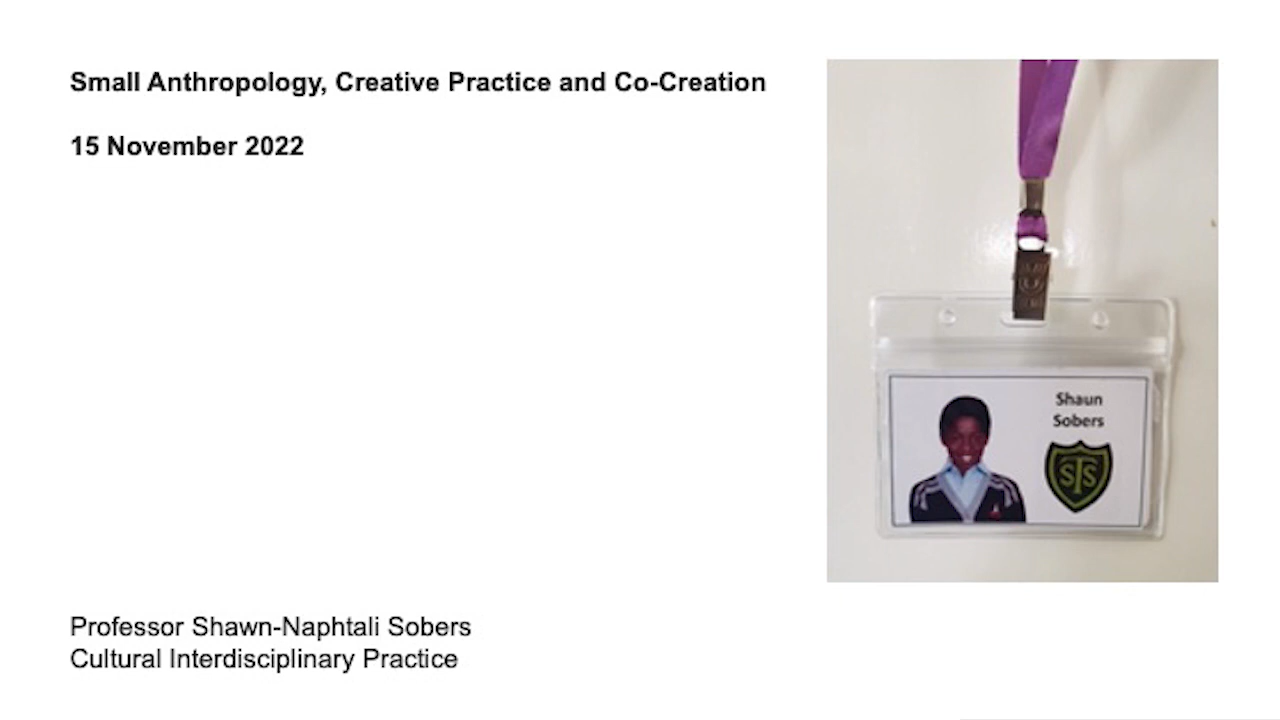 Small Anthropology, Creative Practice and Co-Creation
15 November 2022
Shaun
Sobers
STS
Professor Shawn-Naphtali Sobers
Cultural Interdisciplinary Practice